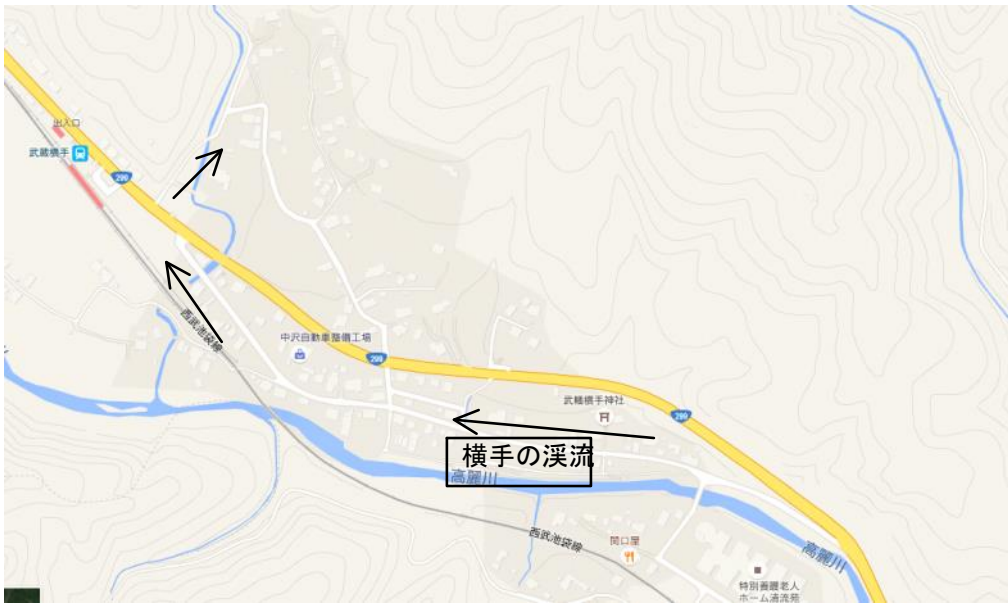 出入口
武蔵横手
299
西武池袋線
中沢自動車整備工場
299
武蔵横手神社
299
横手の渓流
高麗川
西武池袋線
関口屋
高麗川
特別養護老人
ホーム清流苑